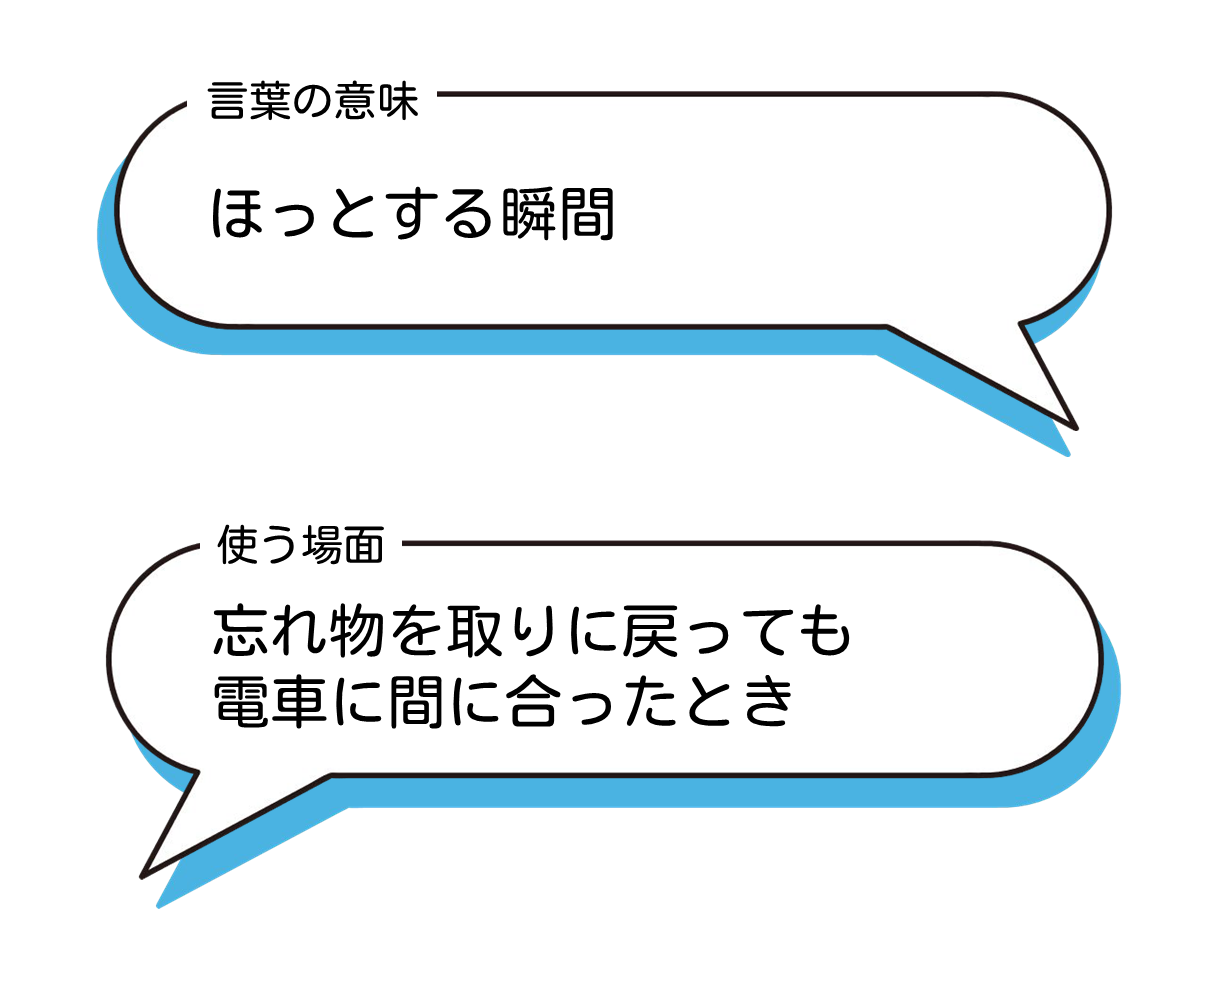 言葉の意味
ほっとする瞬間
使う場面
忘れ物を取りに戻っても
電車に間に合ったとき